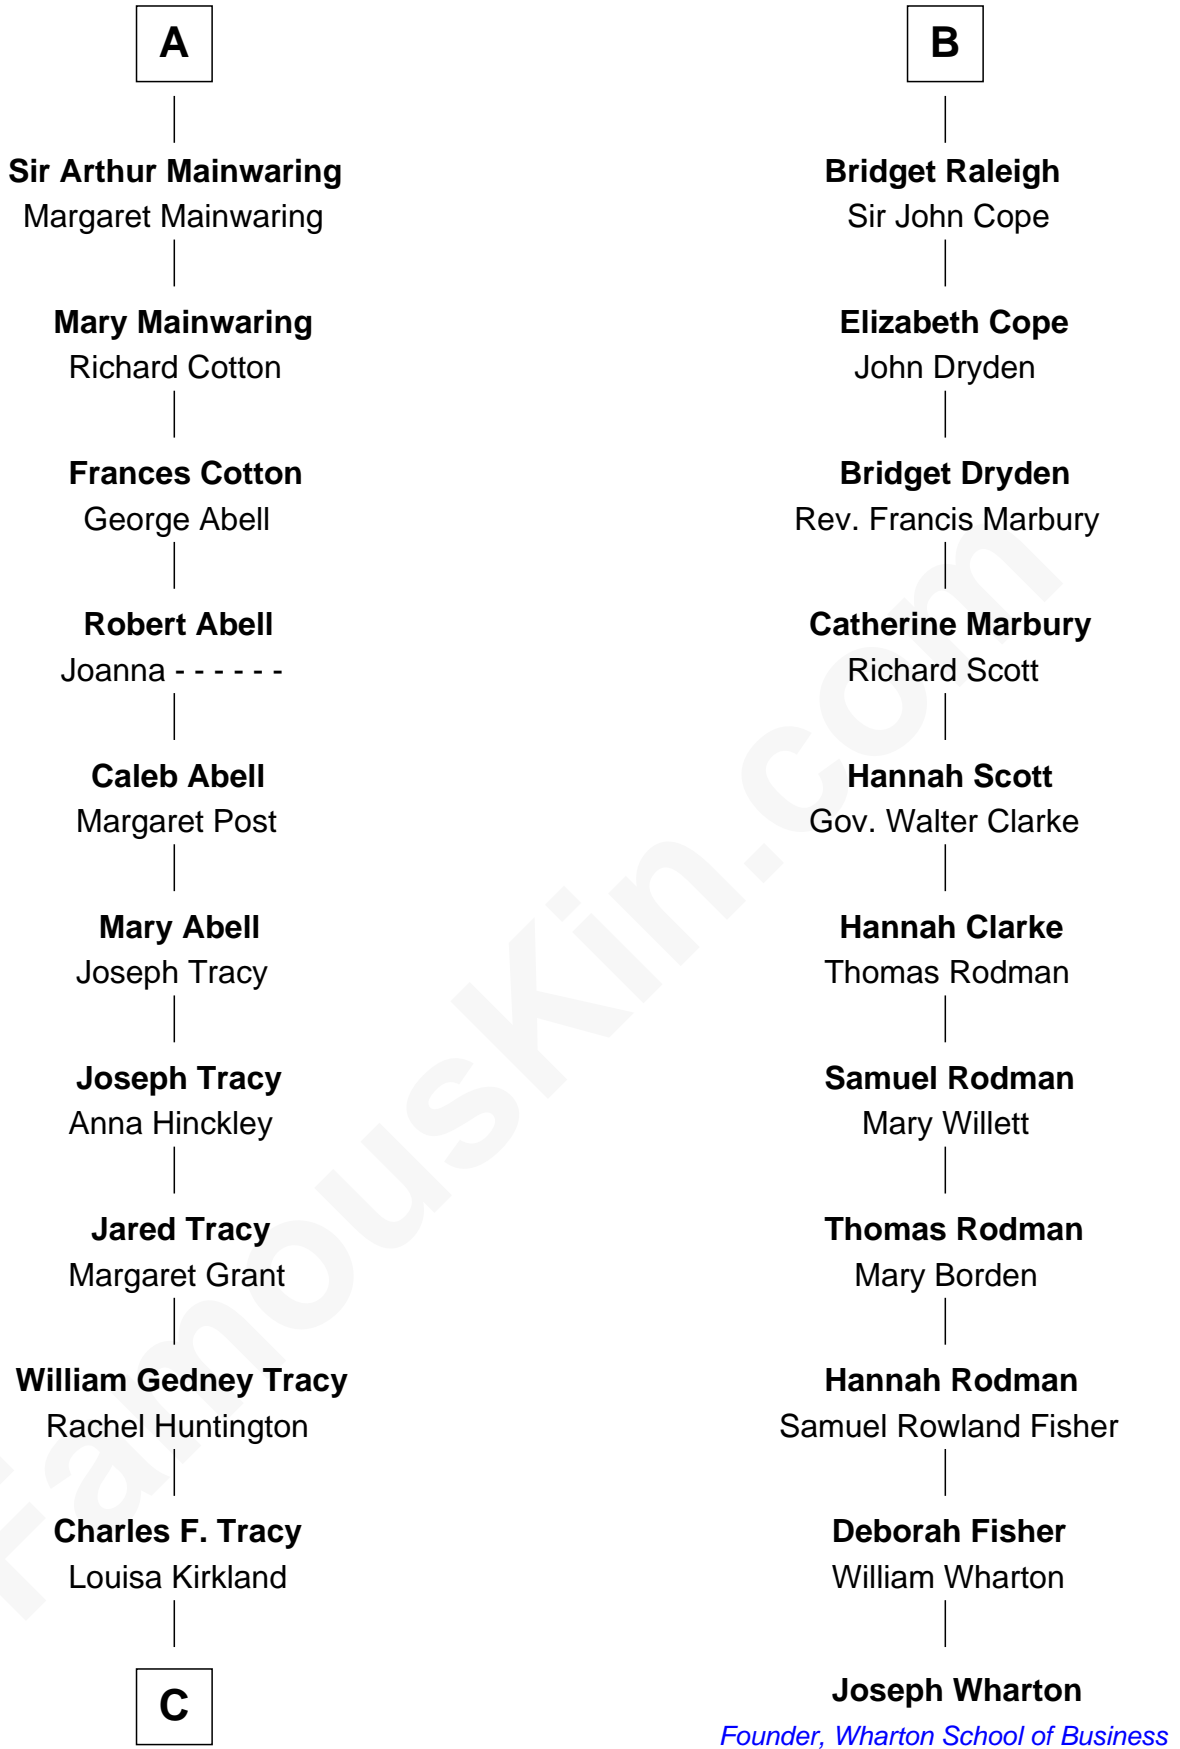 A
Sir Arthur Mainwaring
Margaret Mainwaring
Mary Mainwaring
Richard Cotton
Frances Cotton
George Abell
Robert Abell
Joanna - - - - - -
Caleb Abell
Margaret Post
Mary Abell
Joseph Tracy
Joseph Tracy
Anna Hinckley
Jared Tracy
Margaret Grant
William Gedney Tracy
Rachel Huntington
Charles F. Tracy
Louisa Kirkland
C
B
Bridget Raleigh
Sir John Cope
Elizabeth Cope
John Dryden
Bridget Dryden
Rev. Francis Marbury
Catherine Marbury
Richard Scott
Hannah Scott
Gov. Walter Clarke
Hannah Clarke
Thomas Rodman
Samuel Rodman
Mary Willett
Thomas Rodman
Mary Borden
Hannah Rodman
Samuel Rowland Fisher
Deborah Fisher
William Wharton
Joseph Wharton
Founder, Wharton School of Business
FamousKin.com